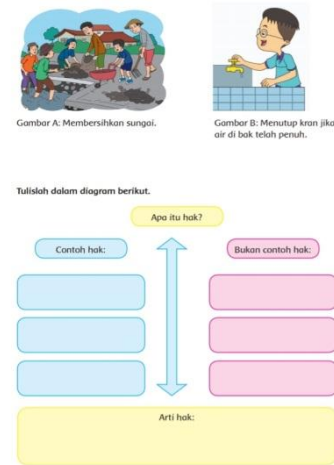 Gambar A: Membersihkan sungai.
Gambar B: Menutup kran jika
air di bak telah penuh.
Tulislah dalam diagram berikut.
Apa itu hak?
Contoh hak:
Bukan contoh hak:
Arti hak: